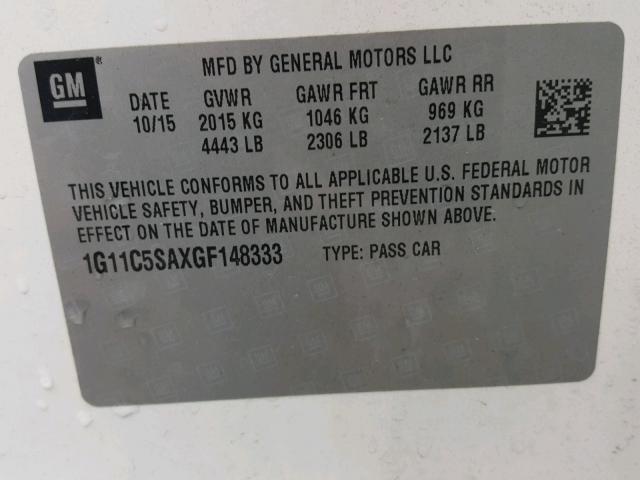 GM ® MFD BY GENERAL MOTORS LLC
DATE GVWR GAWR FRT GAWR RR
10/15 2015 KG 1046 KG 969 KG
4443 LB 2306 LB 2137 LB
THIS VEHICLE CONFORMS TO ALL APPLICABLE U.S. FEDERAL MOTOR
VEHICLE SAFETY, BUMPER, AND THEFT PREVENTION STANDARDS IN
EFFECT ON THE DATE OF MANUFACTURE SHOWN ABOVE.
1G11C5SAXGF148333 TYPE: PASS CAR